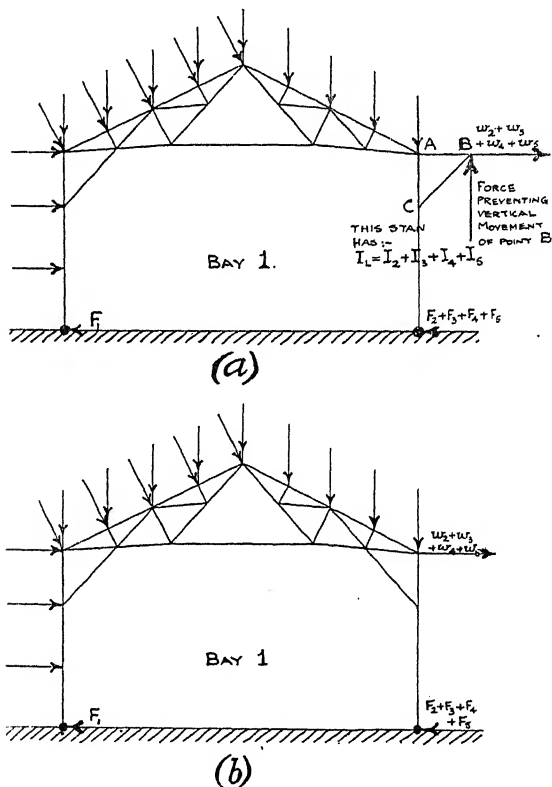 w₂ + w₃
+ w₄ + w₅
A
B
FORCE
PREVENTING
VERTICAL
MOVEMENT
OF POINT B
C
THIS STAN
HAS:-
I_L = I₂ + I₃ + I₄ + I₅
BAY 1.
F₁
F₂ + F₃ + F₄ + F₅
(a)
w₂ + w₃
+ w₄ + w₅
BAY 1
F₁
F₂ + F₃ + F₄
+ F₅
(b)